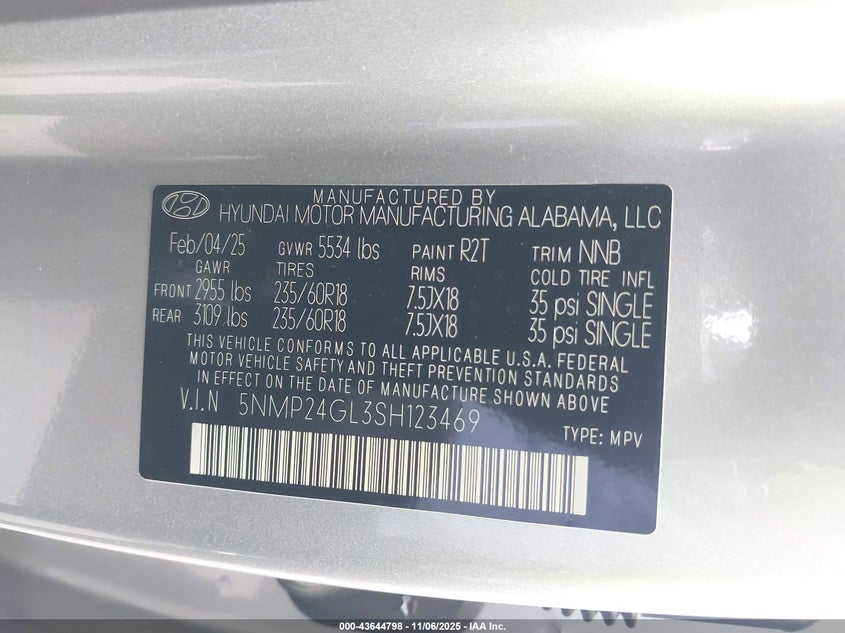 MANUFACTURED BY
HYUNDAI MOTOR MANUFACTURING ALABAMA, LLC
Feb/04/25 GVWR 5534 lbs PAINT R2T TRIM NNB
GAWR TIRES RIMS COLD TIRE INFL
FRONT 2955 lbs 235/60R18 7.5JX18 35 psi SINGLE
REAR 3109 lbs 235/60R18 7.5JX18 35 psi SINGLE
THIS VEHICLE CONFORMS TO ALL APPLICABLE U.S.A. FEDERAL
MOTOR VEHICLE SAFETY AND THEFT PREVENTION STANDARDS
IN EFFECT ON THE DATE OF MANUFACTURE SHOWN ABOVE
V.I.N 5NMP24GL3SH123469
TYPE: MPV
000-43644798 - 11/06/2025 - IAA Inc.